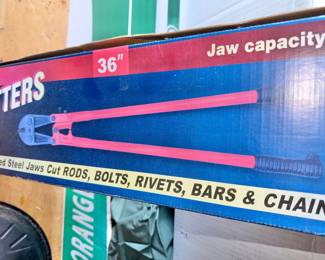 36"
Jaw capacity
TTERS
ed Steel Jaws Cut RODS, BOLTS, RIVETS, BARS & CHAIN
ORANG